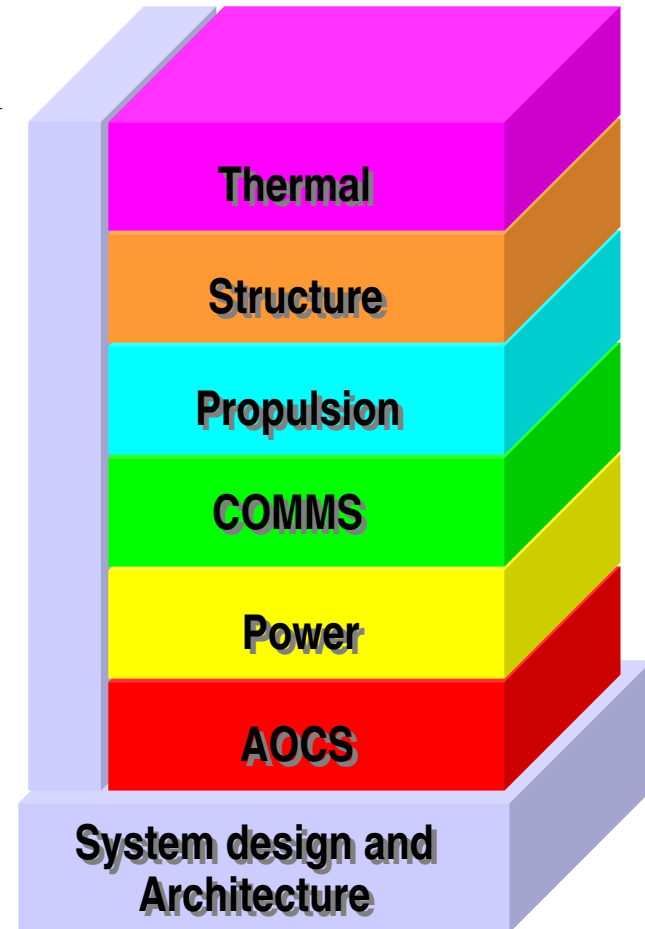 Thermal
Structure
Propulsion
COMMS
Power
AOCS
System design and
Architecture